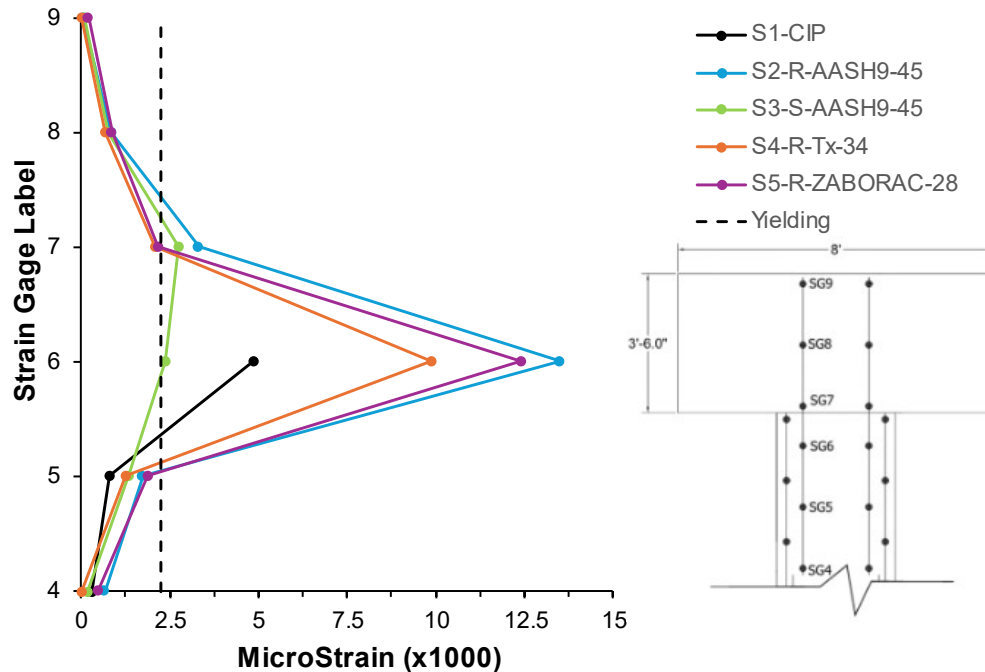 9
8
7
6
5
4
Strain Gage Label
0
2.5
5
7.5
10
12.5
15
MicroStrain (x1000)
S1-CIP
S2-R-AASH9-45
S3-S-AASH9-45
S4-R-Tx-34
S5-R-ZABORAC-28
Yielding
8'
3'-6.0"
SG9
SG8
SG7
SG6
SG5
SG4